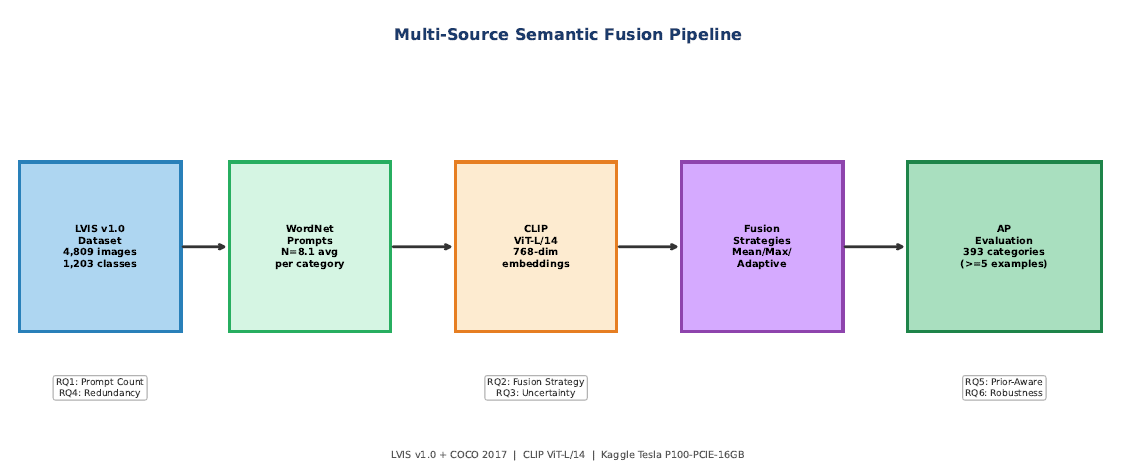 Multi-Source Semantic Fusion Pipeline
LVIS v1.0
Dataset
4,809 images
1,203 classes
WordNet
Prompts
N=8.1 avg
per category
CLIP
ViT-L/14
768-dim
embeddings
Fusion
Strategies
Mean/Max/
Adaptive
AP
Evaluation
393 categories
(>=5 examples)
RQ1: Prompt Count
RQ4: Redundancy
RQ2: Fusion Strategy
RQ3: Uncertainty
RQ5: Prior-Aware
RQ6: Robustness
LVIS v1.0 + COCO 2017 | CLIP ViT-L/14 | Kaggle Tesla P100-PCIE-16GB